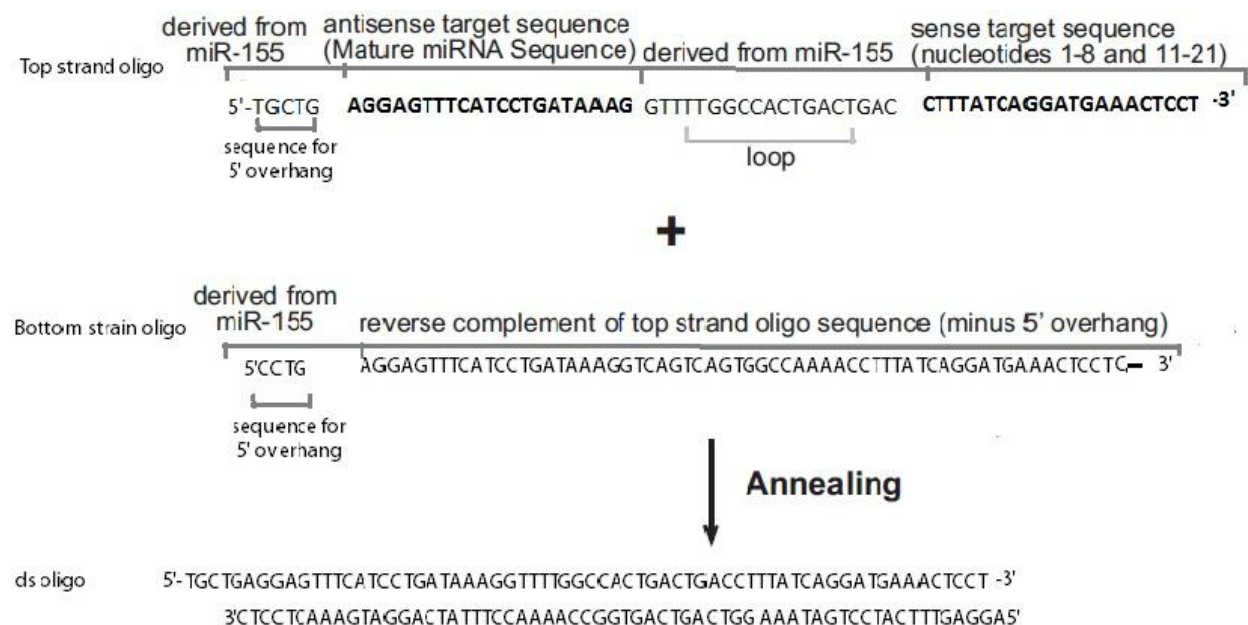 derived from miR-155
antisense target sequence (Mature miRNA Sequence)
derived from miR-155
sense target sequence (nucleotides 1-8 and 11-21)
Top strand oligo
5'-TGCTG AGGAGTTTCATCCTGATAAAG GTTTTGGCCACTGACTGAC CTTTATCAGGATGAAACTCCT -3'
sequence for 5' overhang
loop
+
derived from miR-155
Bottom strain oligo
reverse complement of top strand oligo sequence (minus 5' overhang)
5'CCTG AGGAGTTTCATCCTGATAAAGGTCAGTCAGTGGCCAAAACCTTTATCAGGATGAAACTCCTC- 3'
sequence for 5' overhang
Annealing
ds oligo
5'-TGCTGAGGAGTTTCATCCTGATAAAGGTTTTGGCCACTGACTGACCTTTATCAGGATGAAACTCCT -3'
3'CTCCTCAAAGTAGGACTATTTCCAAAACCGGTGACTGACTGG AAATAGTCCTACTTTGAGGA5'